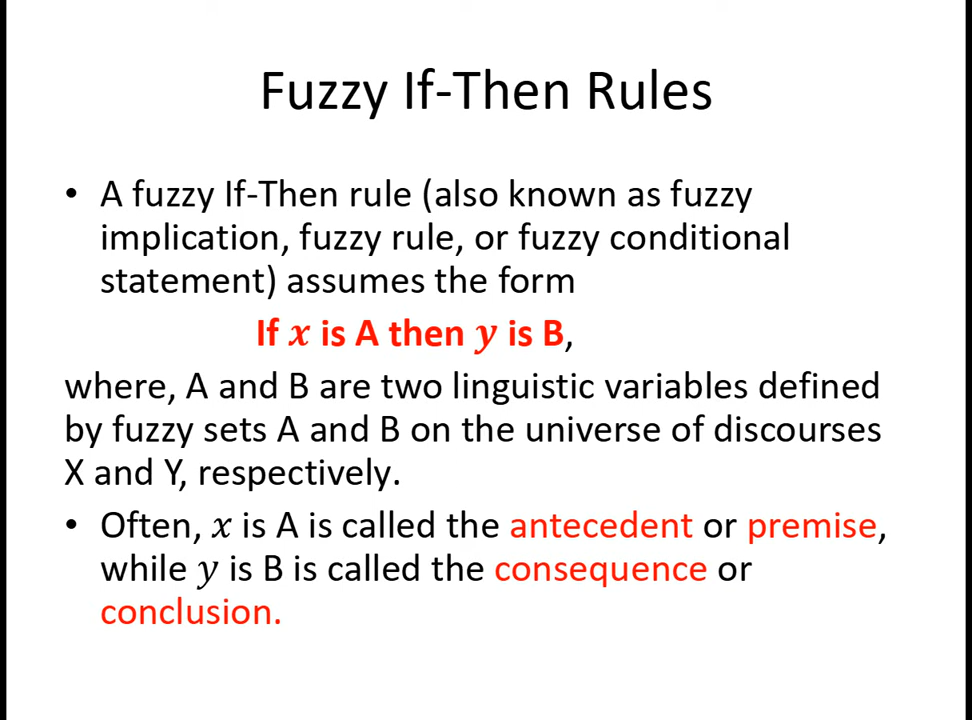 Fuzzy If-Then Rules
• A fuzzy If-Then rule (also known as fuzzy
implication, fuzzy rule, or fuzzy conditional
statement) assumes the form
If x is A then y is B,
where, A and B are two linguistic variables defined
by fuzzy sets A and B on the universe of discourses
X and Y, respectively.
• Often, x is A is called the antecedent or premise,
while y is B is called the consequence or
conclusion.